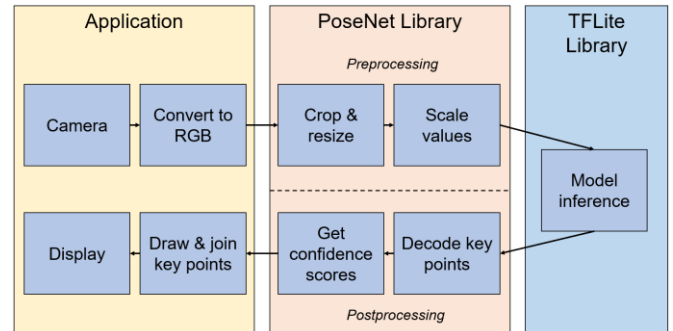 Application
PoseNet Library
TFLite
Library
Preprocessing
Camera
Convert to
RGB
Crop &
resize
Scale
values
Model
inference
Display
Draw & join
key points
Get
confidence
scores
Decode key
points
Postprocessing